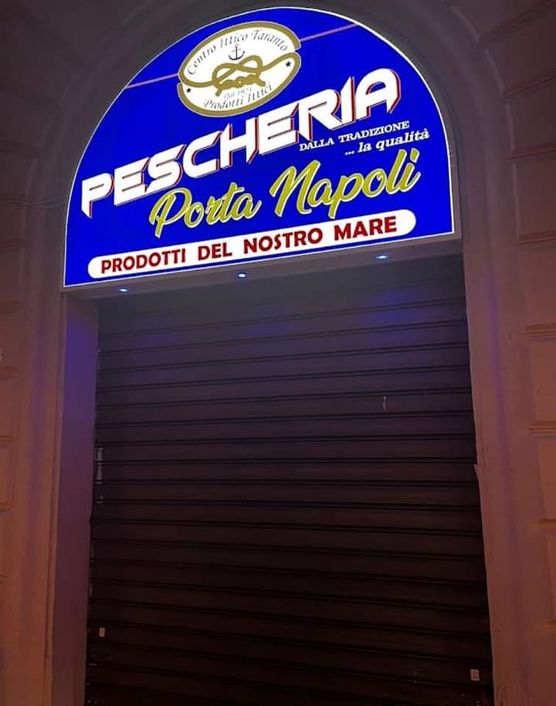 Centro Ittico Taranto
Prodotti Ittici
PESCHERIA
DALLA TRADIZIONE
... la qualità
Porta Napoli
PRODOTTI DEL NOSTRO MARE